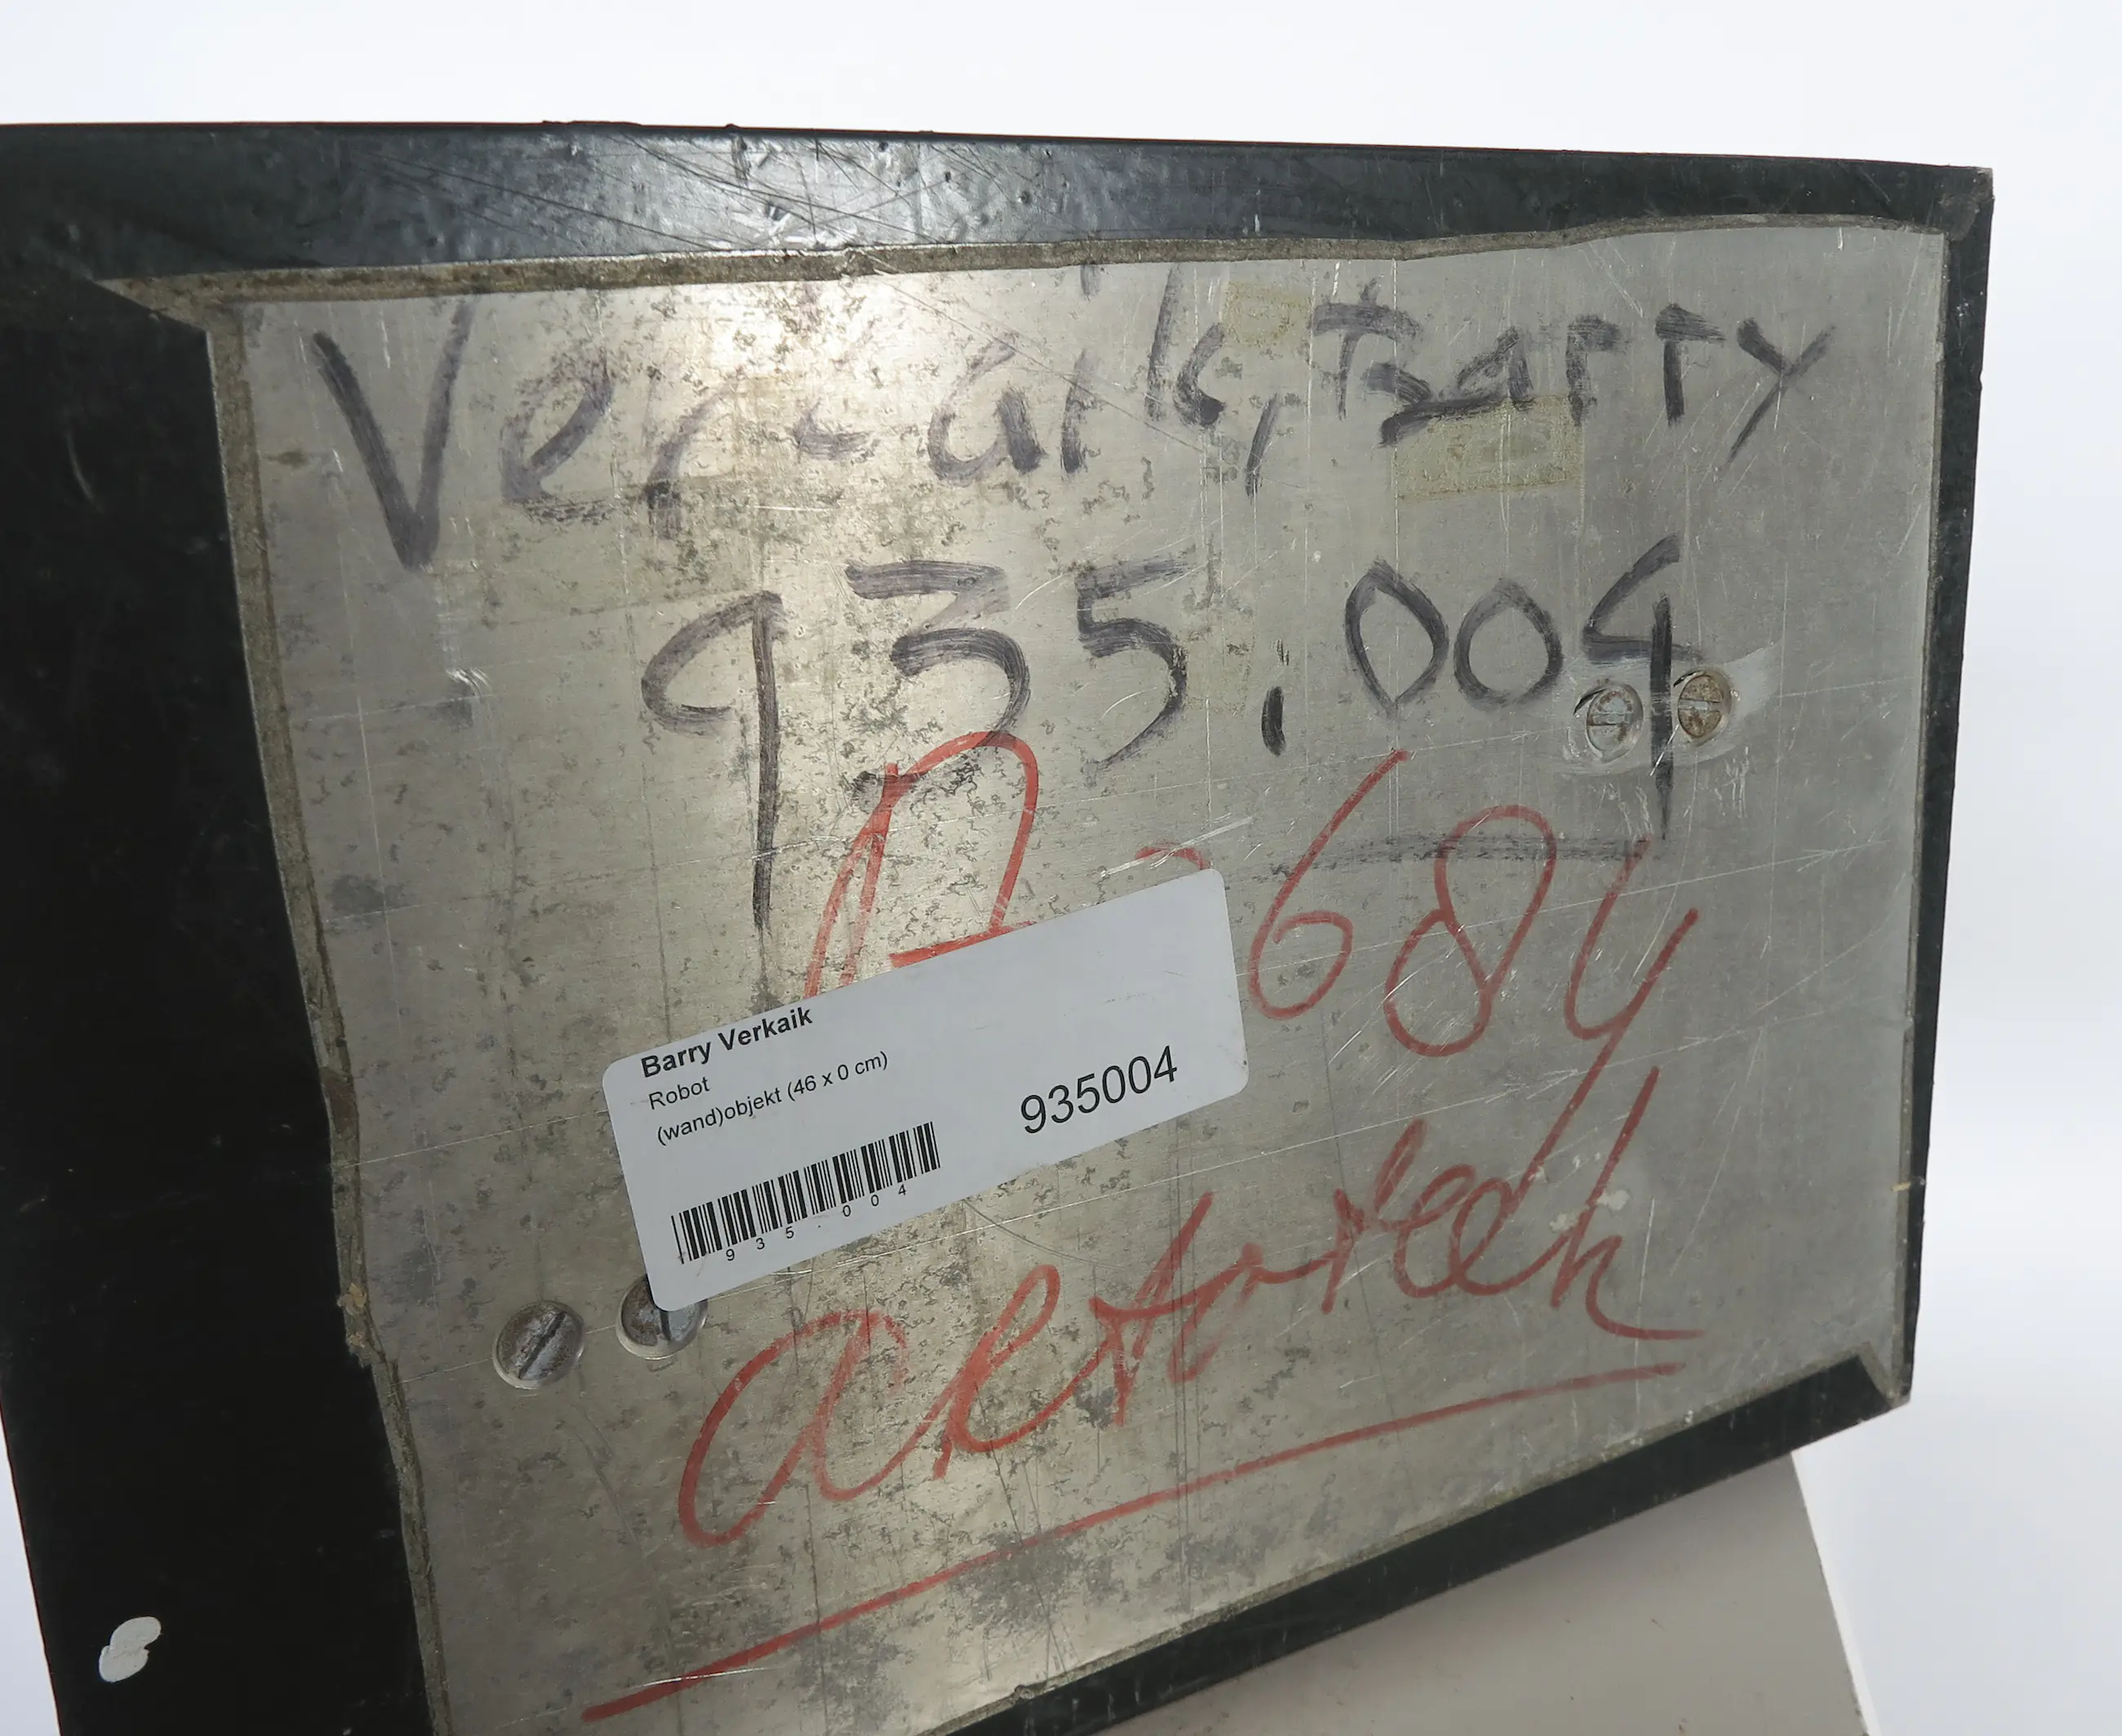 Verkaik, Barry
935.004
684
Barry Verkaik
Robot
(wand)objekt (46 x 0 cm)
935004
935.004